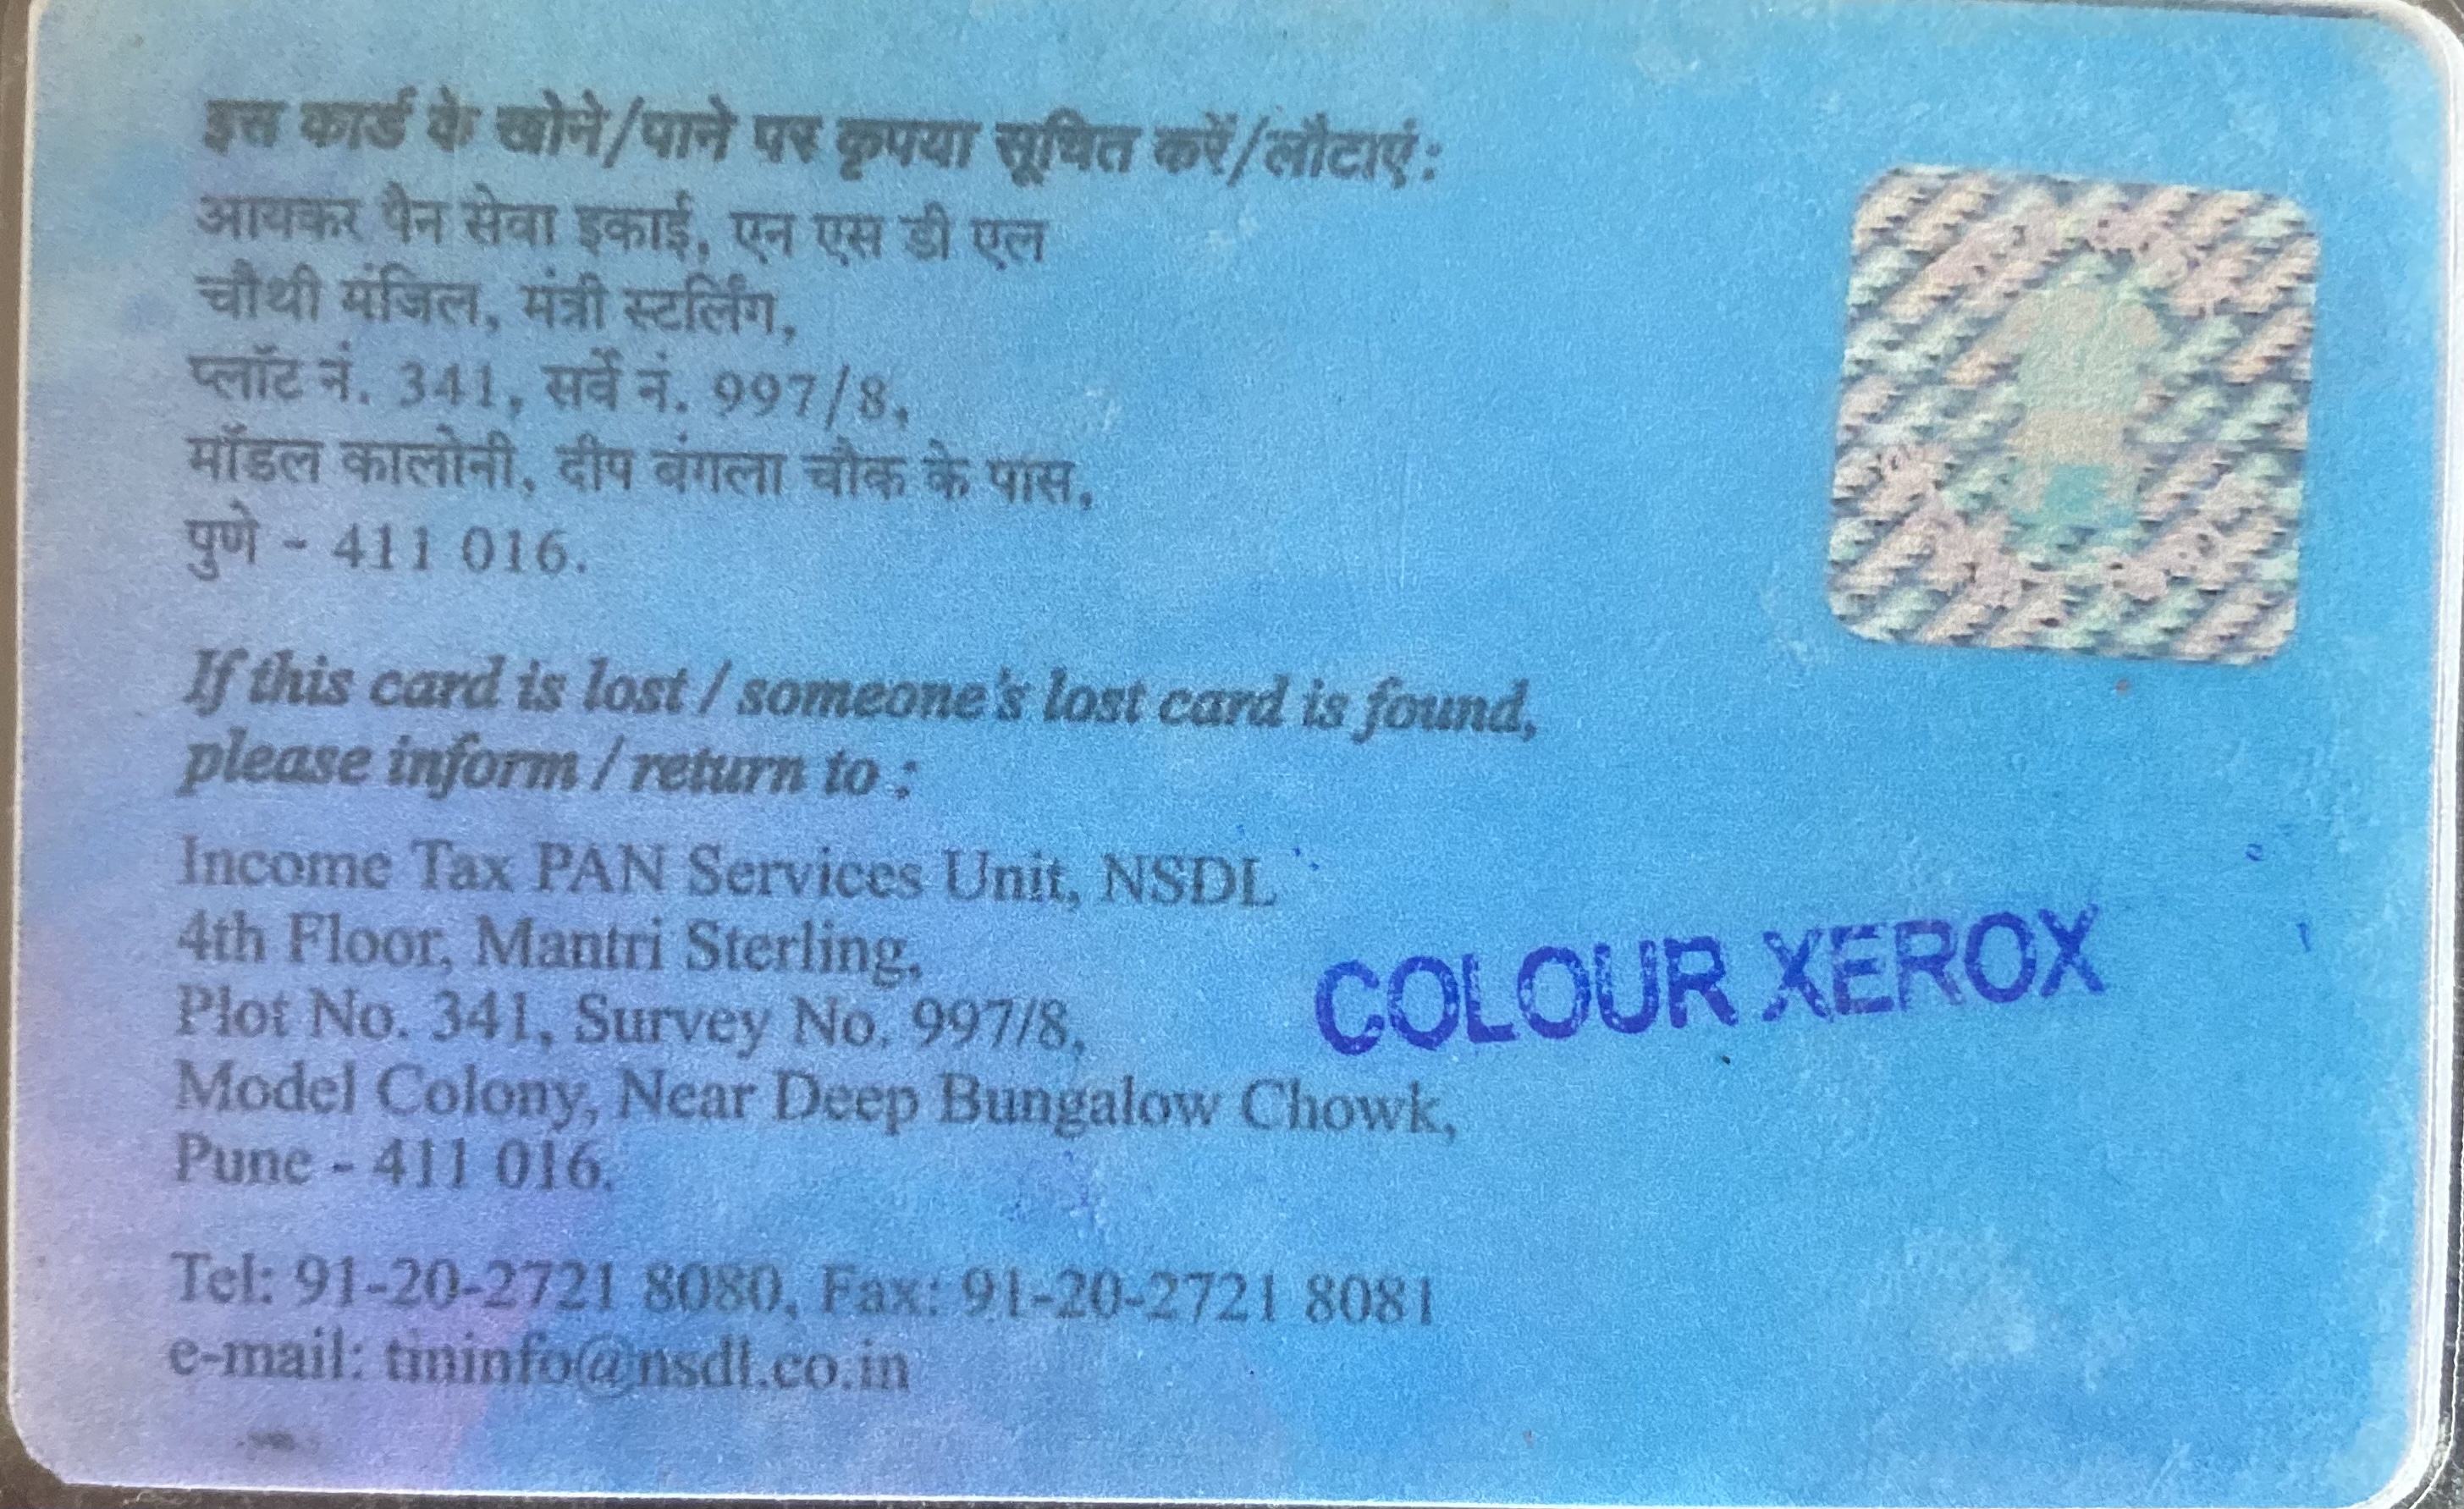 इस कार्ड के खोने/पाने पर कृपया सूचित करें/लौटाएं:
आयकर पैन सेवा इकाई, एन एस डी एल
चौथी मंजिल, मंत्री स्टर्लिंग,
प्लॉट नं. 341, सर्वे नं. 997/8,
मॉडल कालोनी, दीप बंगला चौक के पास,
पुणे - 411 016.
If this card is lost / someone's lost card is found,
please inform / return to :
Income Tax PAN Services Unit, NSDL
4th Floor, Mantri Sterling,
Plot No. 341, Survey No. 997/8,
Model Colony, Near Deep Bungalow Chowk,
Pune - 411 016.
COLOUR XEROX
Tel: 91-20-2721 8080, Fax: 91-20-2721 8081
e-mail: tininfo@nsdl.co.in